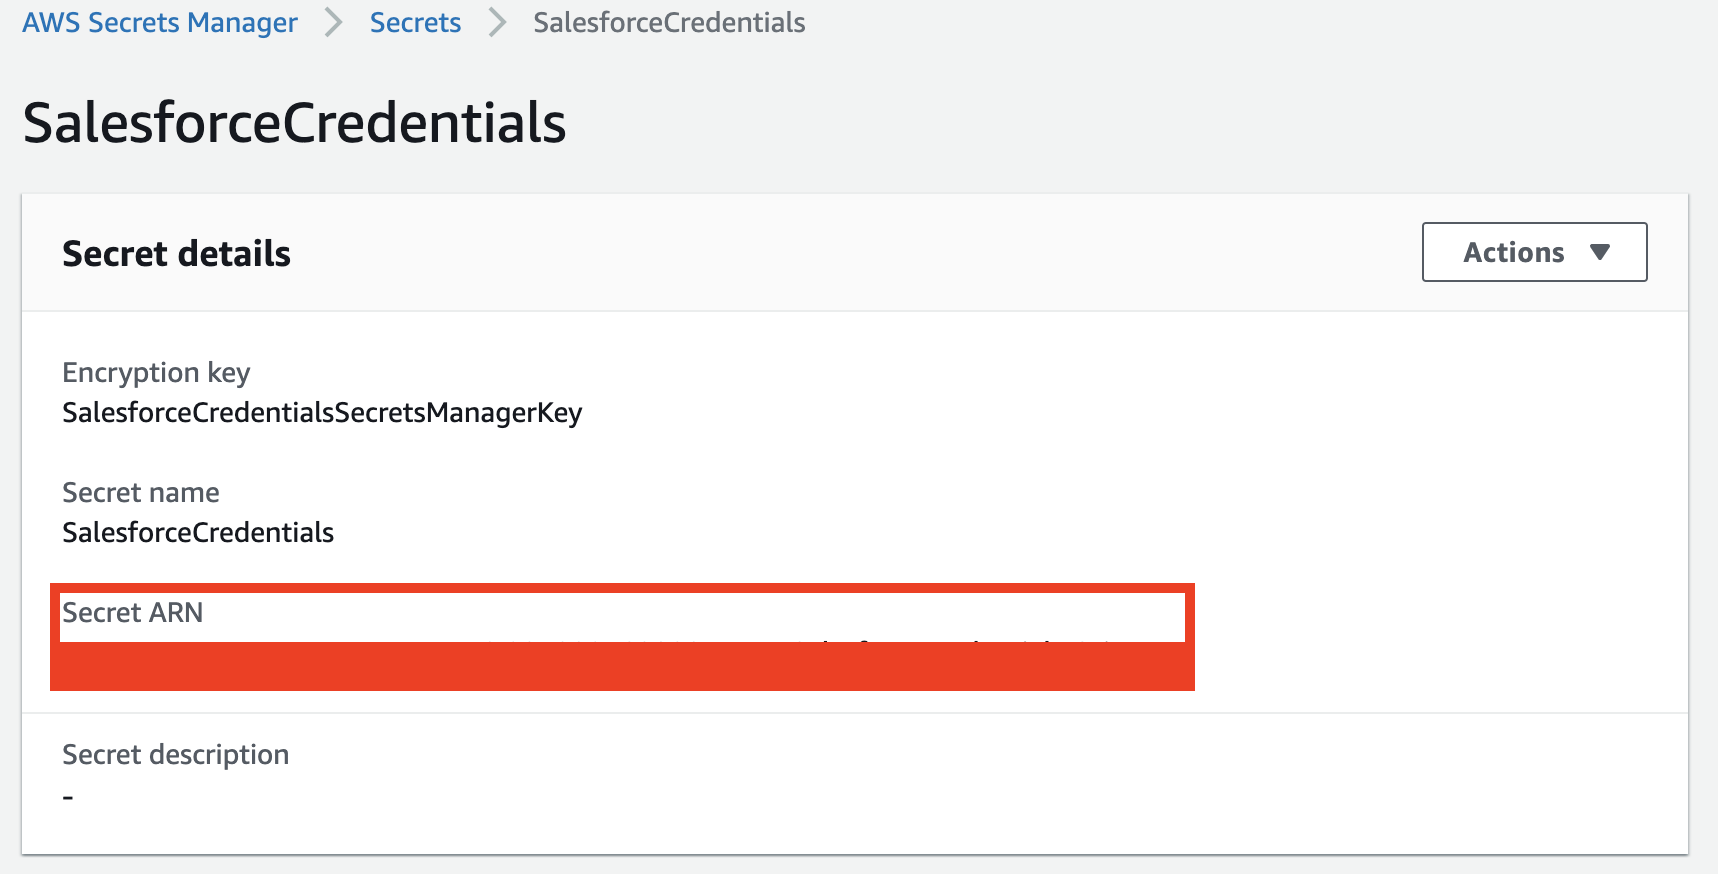 AWS Secrets Manager > Secrets > SalesforceCredentials
SalesforceCredentials
Secret details
Actions ▼
Encryption key
SalesforceCredentialsSecretsManagerKey
Secret name
SalesforceCredentials
Secret ARN
Secret description
-